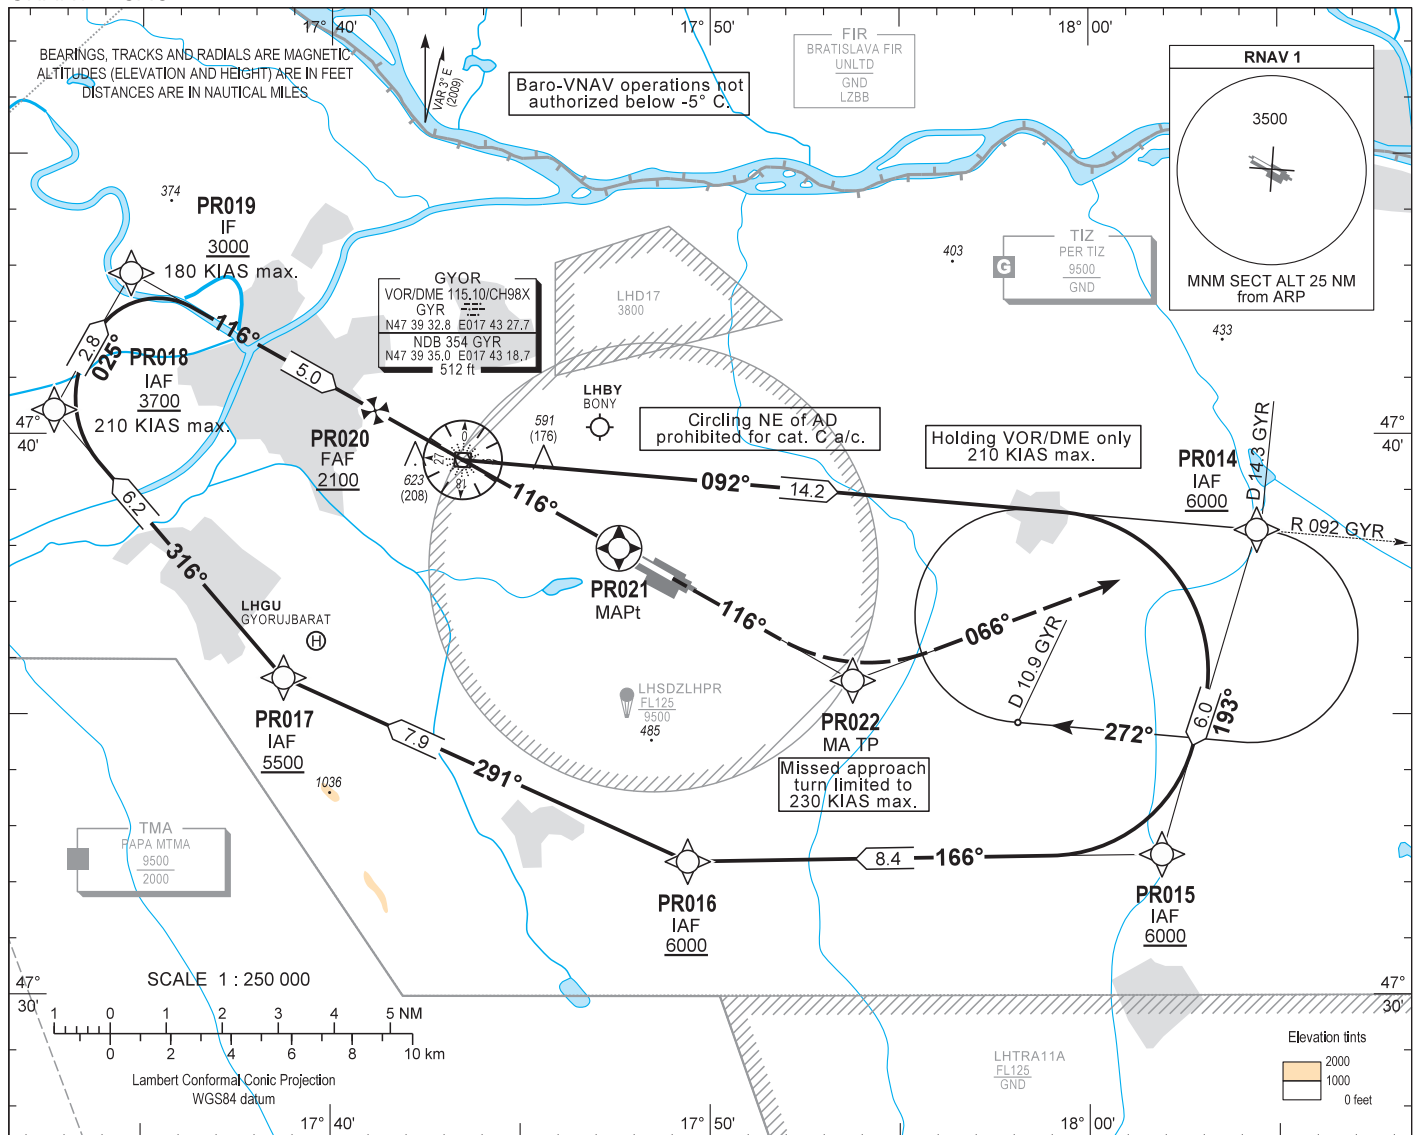 17° 40'
17° 50'
18° 00'
BEARINGS, TRACKS AND RADIALS ARE MAGNETIC
ALTITUDES (ELEVATION AND HEIGHT) ARE IN FEET
DISTANCES ARE IN NAUTICAL MILES
VAR 3° E
(2009)
Baro-VNAV operations not
authorized below -5° C.
FIR
BRATISLAVA FIR
UNLTD
GND
LZBB
RNAV 1
3500
MNM SECT ALT 25 NM
from ARP
374
PR019
IF
3000
180 KIAS max.
GYOR
VOR/DME 115.10/CH98X
GYR
N47 39 32.8 E017 43 27.7
NDB 354 GYR
N47 39 35.0 E017 43 18.7
512 ft
LHD17
3800
403
TIZ
PER TIZ
9500
GND
G
433
116°
2.8
025°
PR018
IAF
3700
210 KIAS max.
5.0
LHBY
BONY
47°
40'
PR020
FAF
2100
623
(208)
591
(176)
0
27
18
Circling NE of AD
prohibited for cat. C a/c.
Holding VOR/DME only
210 KIAS max.
47°
40'
PR014
IAF
6000
D 14.3 GYR
R 092 GYR
092°
14.2
116°
6.2
316°
PR021
MAPt
116°
066°
LHGU
GYORUJBARAT
H
D 10.9 GYR
LHSDZLHPR
FL125
9500
485
PR017
IAF
5500
PR022
MA TP
Missed approach
turn limited to
230 KIAS max.
272°
6.0
193°
7.9
291°
1036
TMA
PAPA MTMA
9500
2000
8.4
166°
PR016
IAF
6000
PR015
IAF
6000
SCALE 1 : 250 000
47°
30'
47°
30'
1 0 1 2 3 4 5 NM
0 2 4 6 8 10 km
Lambert Conformal Conic Projection
WGS84 datum
LHTRA11A
FL125
GND
Elevation tints
2000
1000
0 feet
17° 40'
17° 50'
18° 00'